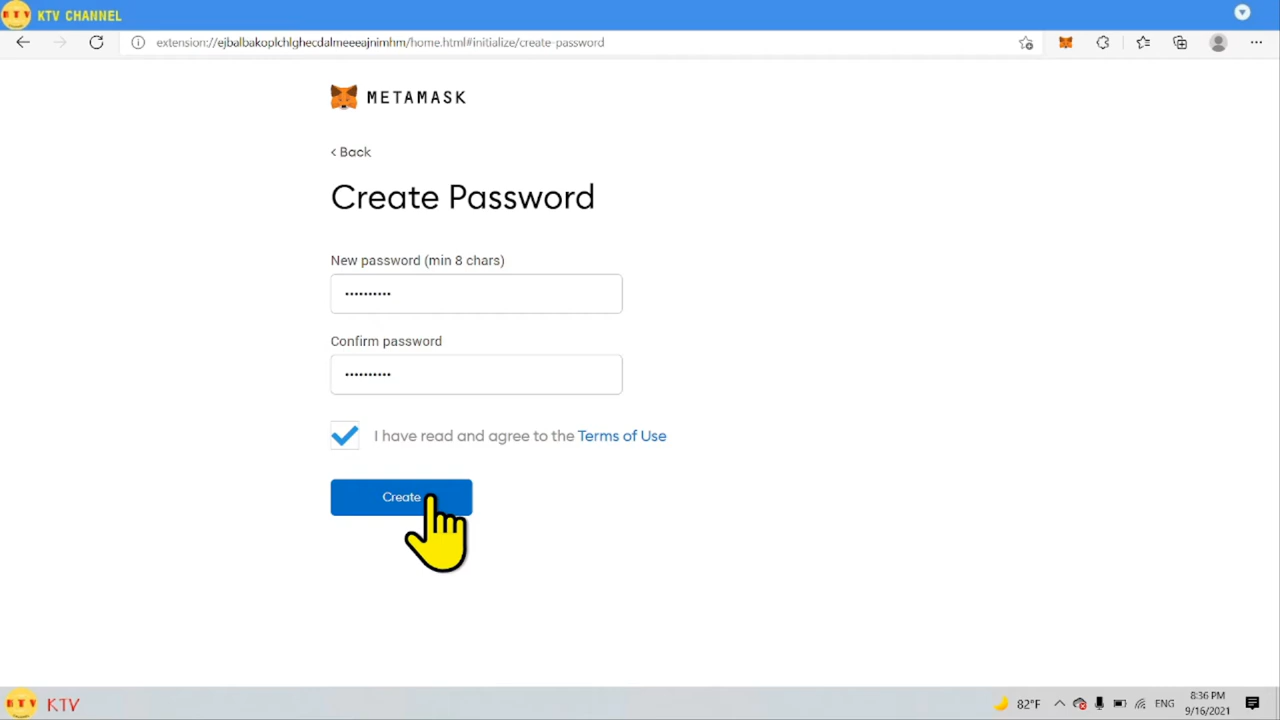 KTV KTV CHANNEL
extension://ejbalbakoplchlghecdalmeeeajnimhm/home.html#initialize/create-password
METAMASK
< Back
Create Password
New password (min 8 chars)
••••••••••
Confirm password
••••••••••
I have read and agree to the Terms of Use
Create
KTV KTV
82°F ENG 8:36 PM
9/16/2021